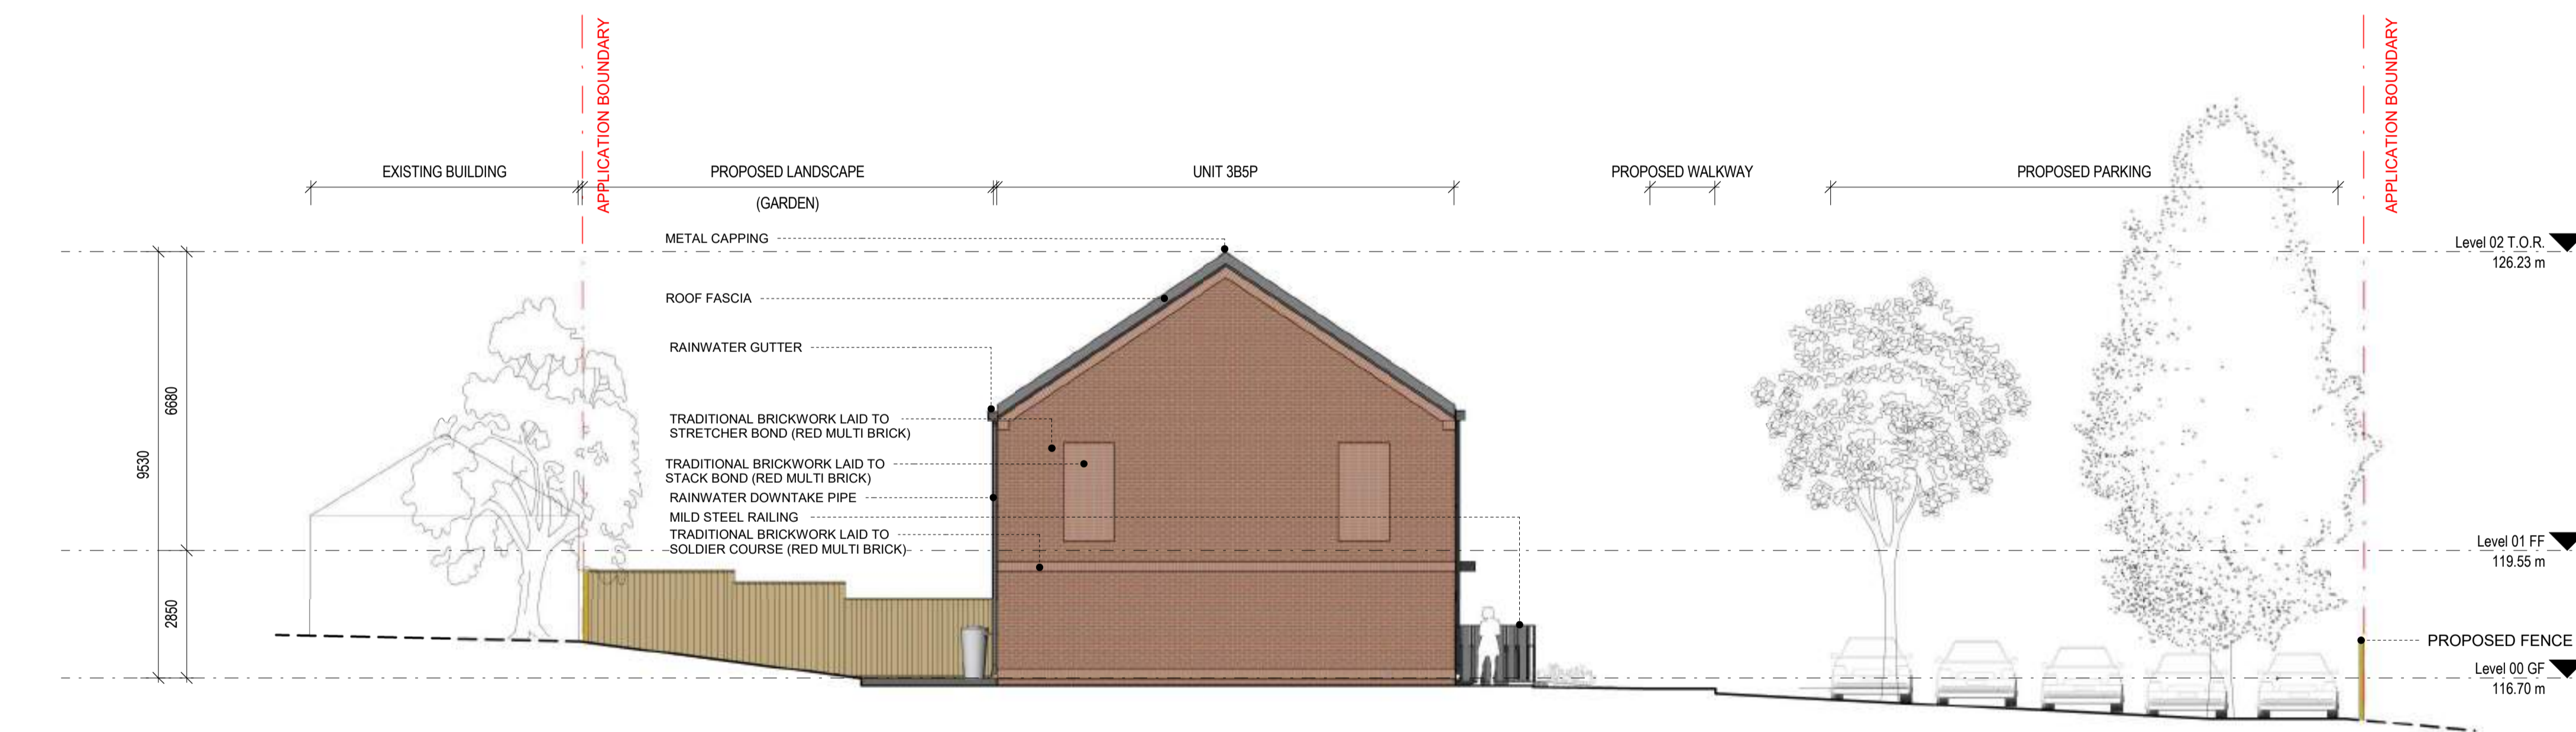 APPLICATION BOUNDARY
APPLICATION BOUNDARY
EXISTING BUILDING
PROPOSED LANDSCAPE
(GARDEN)
UNIT 3B5P
PROPOSED WALKWAY
PROPOSED PARKING
METAL CAPPING
Level 02 T.O.R.
126.23 m
ROOF FASCIA
RAINWATER GUTTER
6680
9530
TRADITIONAL BRICKWORK LAID TO
STRETCHER BOND (RED MULTI BRICK)
TRADITIONAL BRICKWORK LAID TO
STACK BOND (RED MULTI BRICK)
RAINWATER DOWNTAKE PIPE
MILD STEEL RAILING
TRADITIONAL BRICKWORK LAID TO
SOLDIER COURSE (RED MULTI BRICK)
Level 01 FF
119.55 m
2850
PROPOSED FENCE
Level 00 GF
116.70 m